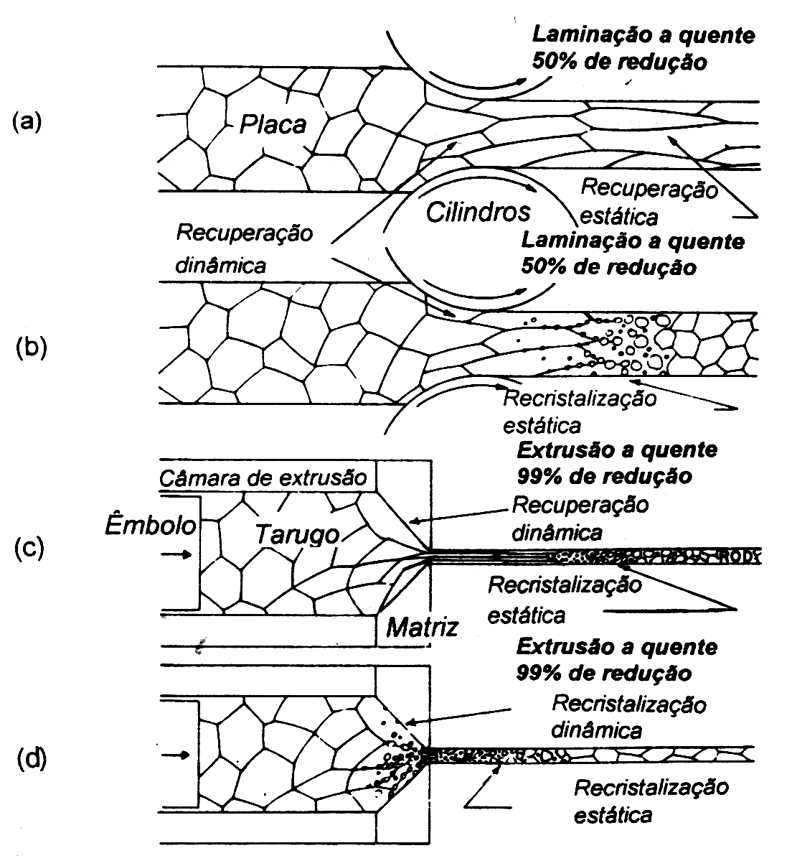 Laminação a quente
50% de redução
(a)
Placa
Recuperação
estática
Cilindros
Recuperação
dinâmica
Laminação a quente
50% de redução
(b)
Recristalização
estática
Extrusão a quente
99% de redução
Câmara de extrusão
Recuperação
dinâmica
Êmbolo
Tarugo
(c)
ROD
Recristalização
estática
Matriz
Extrusão a quente
99% de redução
Recristalização
dinâmica
(d)
Recristalização
estática